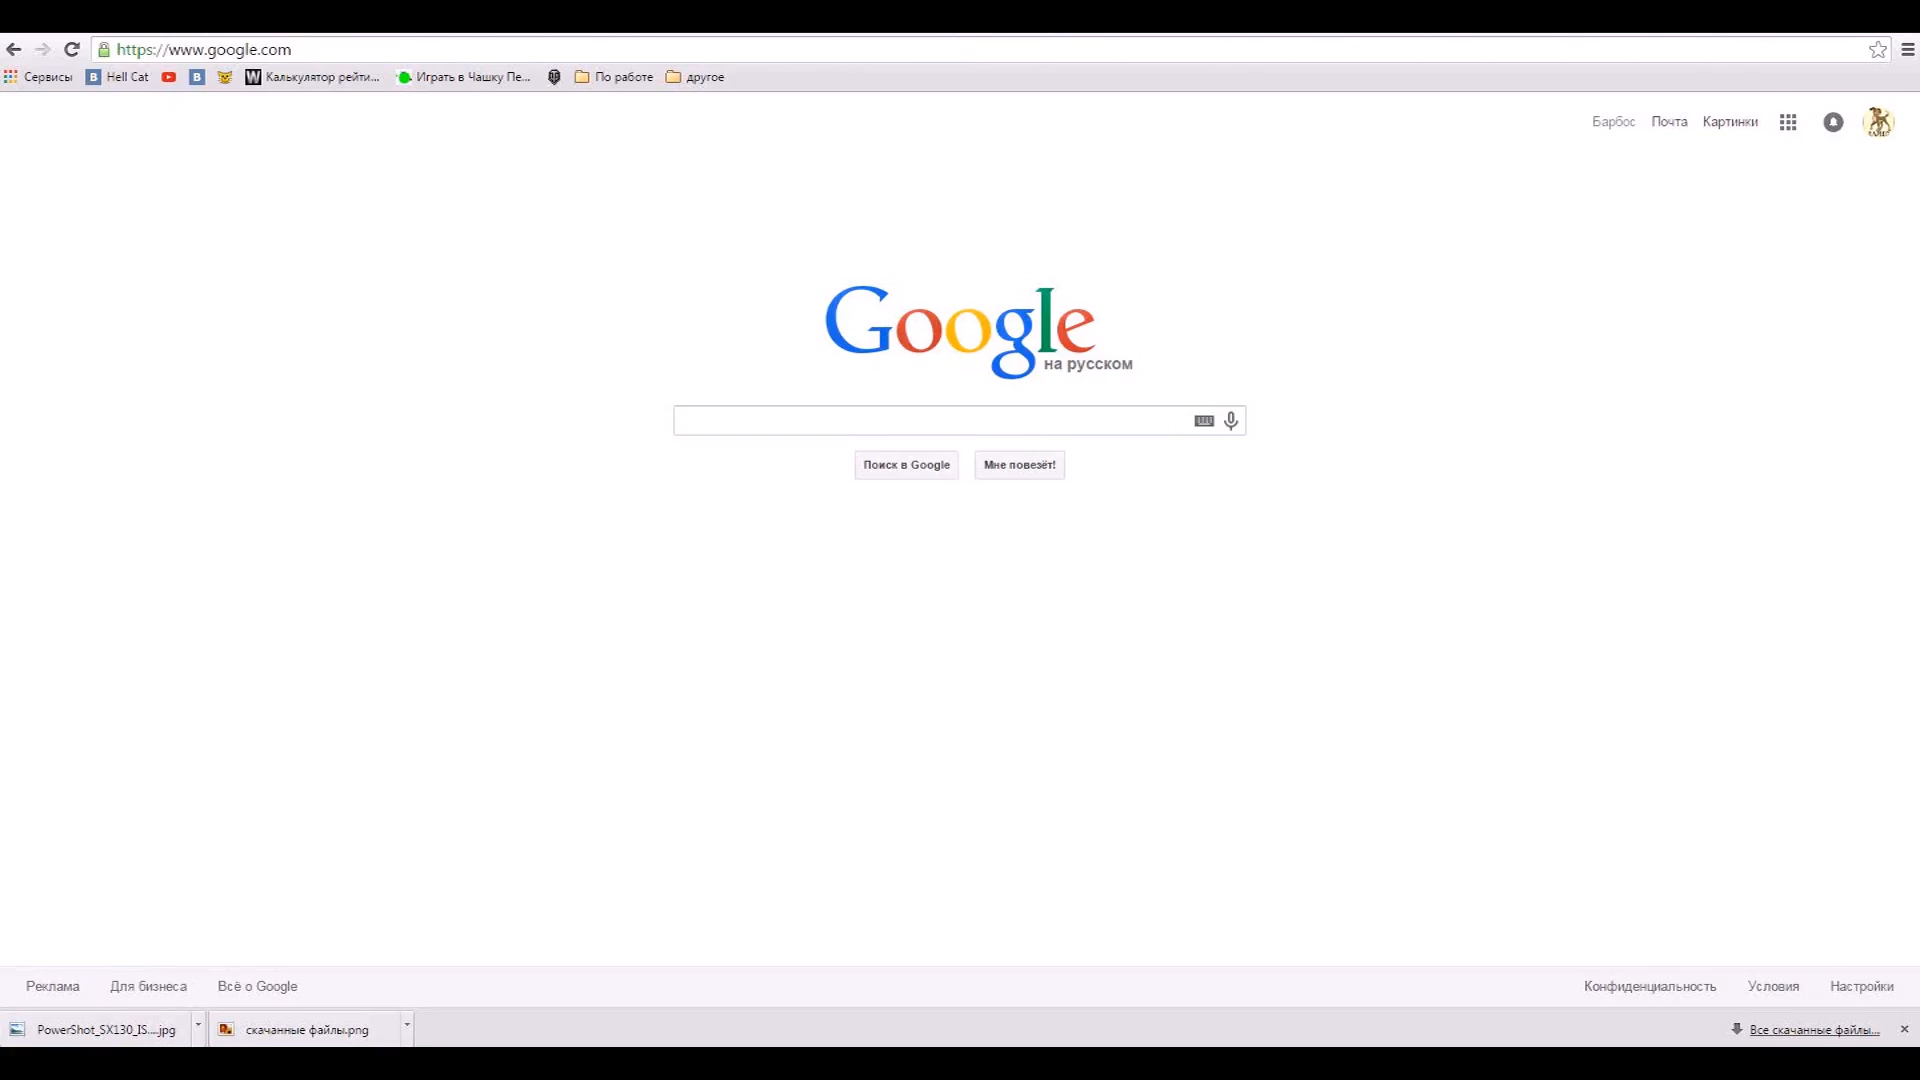 https://www.google.com
Сервисы
Hell Cat
Калькулятор рейти...
Играть в Чашку Пе...
По работе
другое
Барбос
Почта
Картинки
Google
на русском
Поиск в Google
Мне повезёт!
Реклама
Для бизнеса
Всё о Google
Конфиденциальность
Условия
Настройки
PowerShot_SX130_IS....jpg
скачанные файлы.png
Все скачанные файлы...